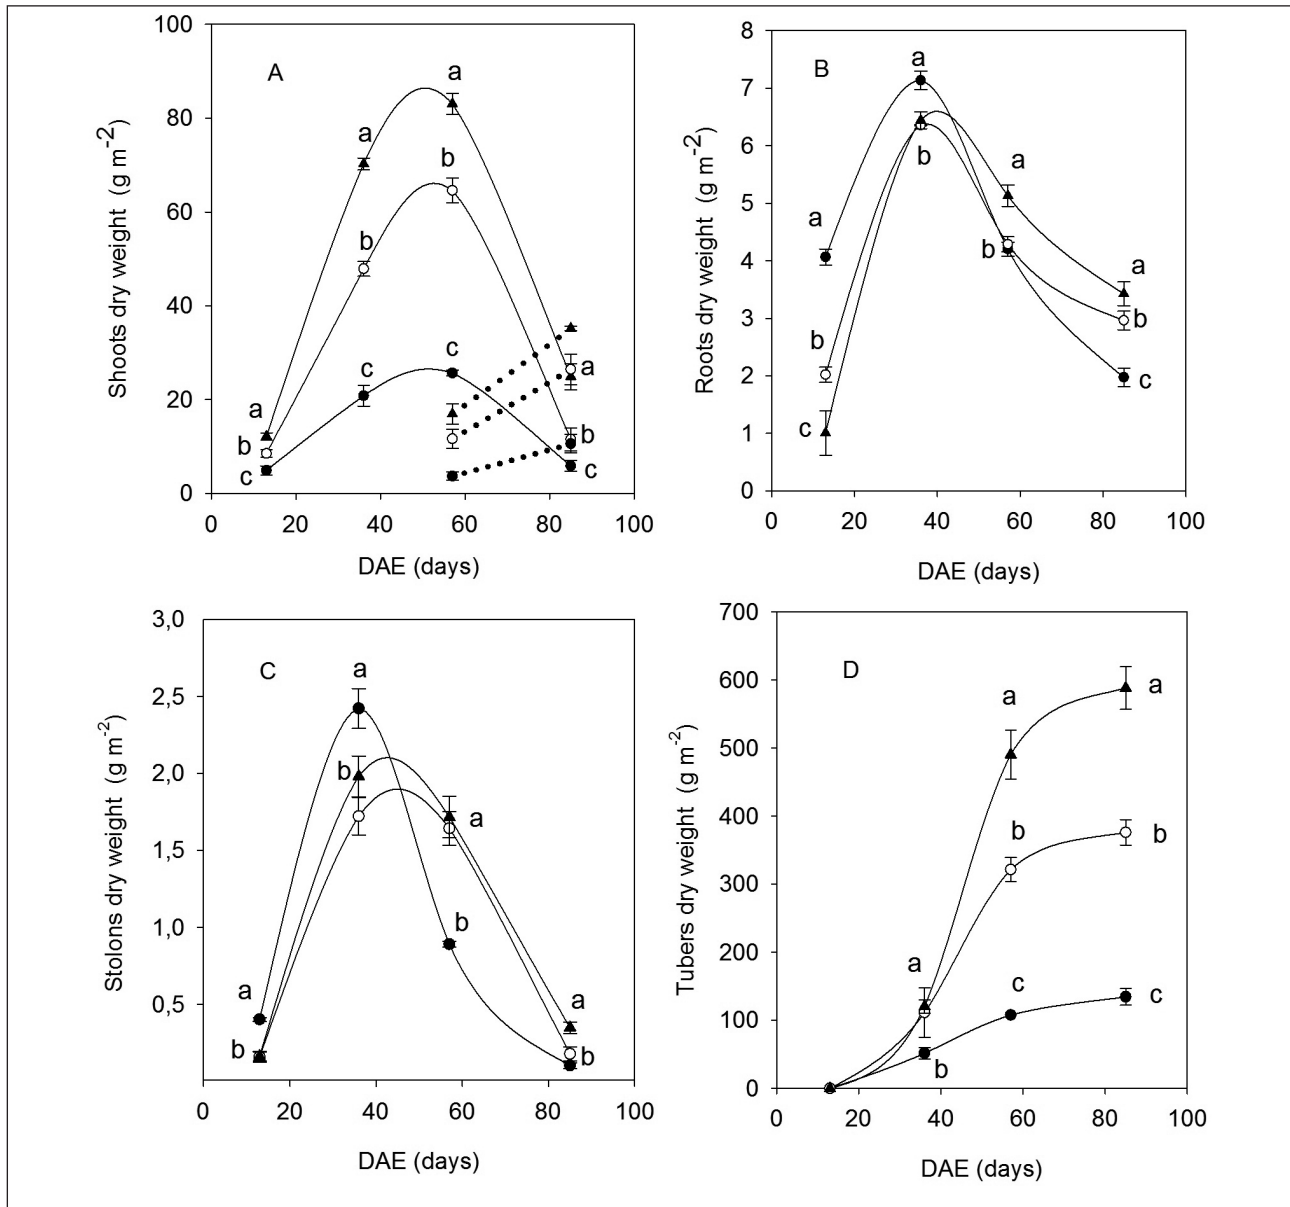 100
80
60
40
20
0
Shoots dry weight (g m-2)
A
a
a
a
b
b
b
c
c
c
a
b
c
0 20 40 60 80 100
DAE (days)
8
7
6
5
4
3
2
1
0
Roots dry weight (g m-2)
B
a
a
b
b
c
a
b
a
b
c
0 20 40 60 80 100
DAE (days)
3,0
2,5
2,0
1,5
1,0
0,5
Stolons dry weight (g m-2)
C
a
b
a
b
a
b
a
b
0 20 40 60 80 100
DAE (days)
700
600
500
400
300
200
100
0
Tubers dry weight (g m-2)
D
a
a
b
b
c
a
b
c
0 20 40 60 80 100
DAE (days)